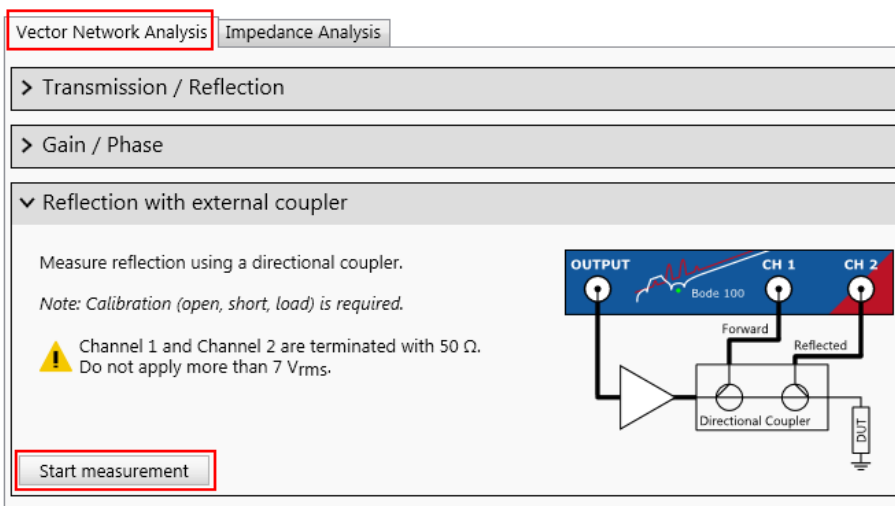 Vector Network Analysis
Impedance Analysis
Transmission / Reflection
Gain / Phase
Reflection with external coupler
Measure reflection using a directional coupler.
Note: Calibration (open, short, load) is required.
Channel 1 and Channel 2 are terminated with 50 Ω.
Do not apply more than 7 Vrms.
OUTPUT
CH 1
CH 2
Bode 100
Forward
Reflected
Directional Coupler
DUT
Start measurement